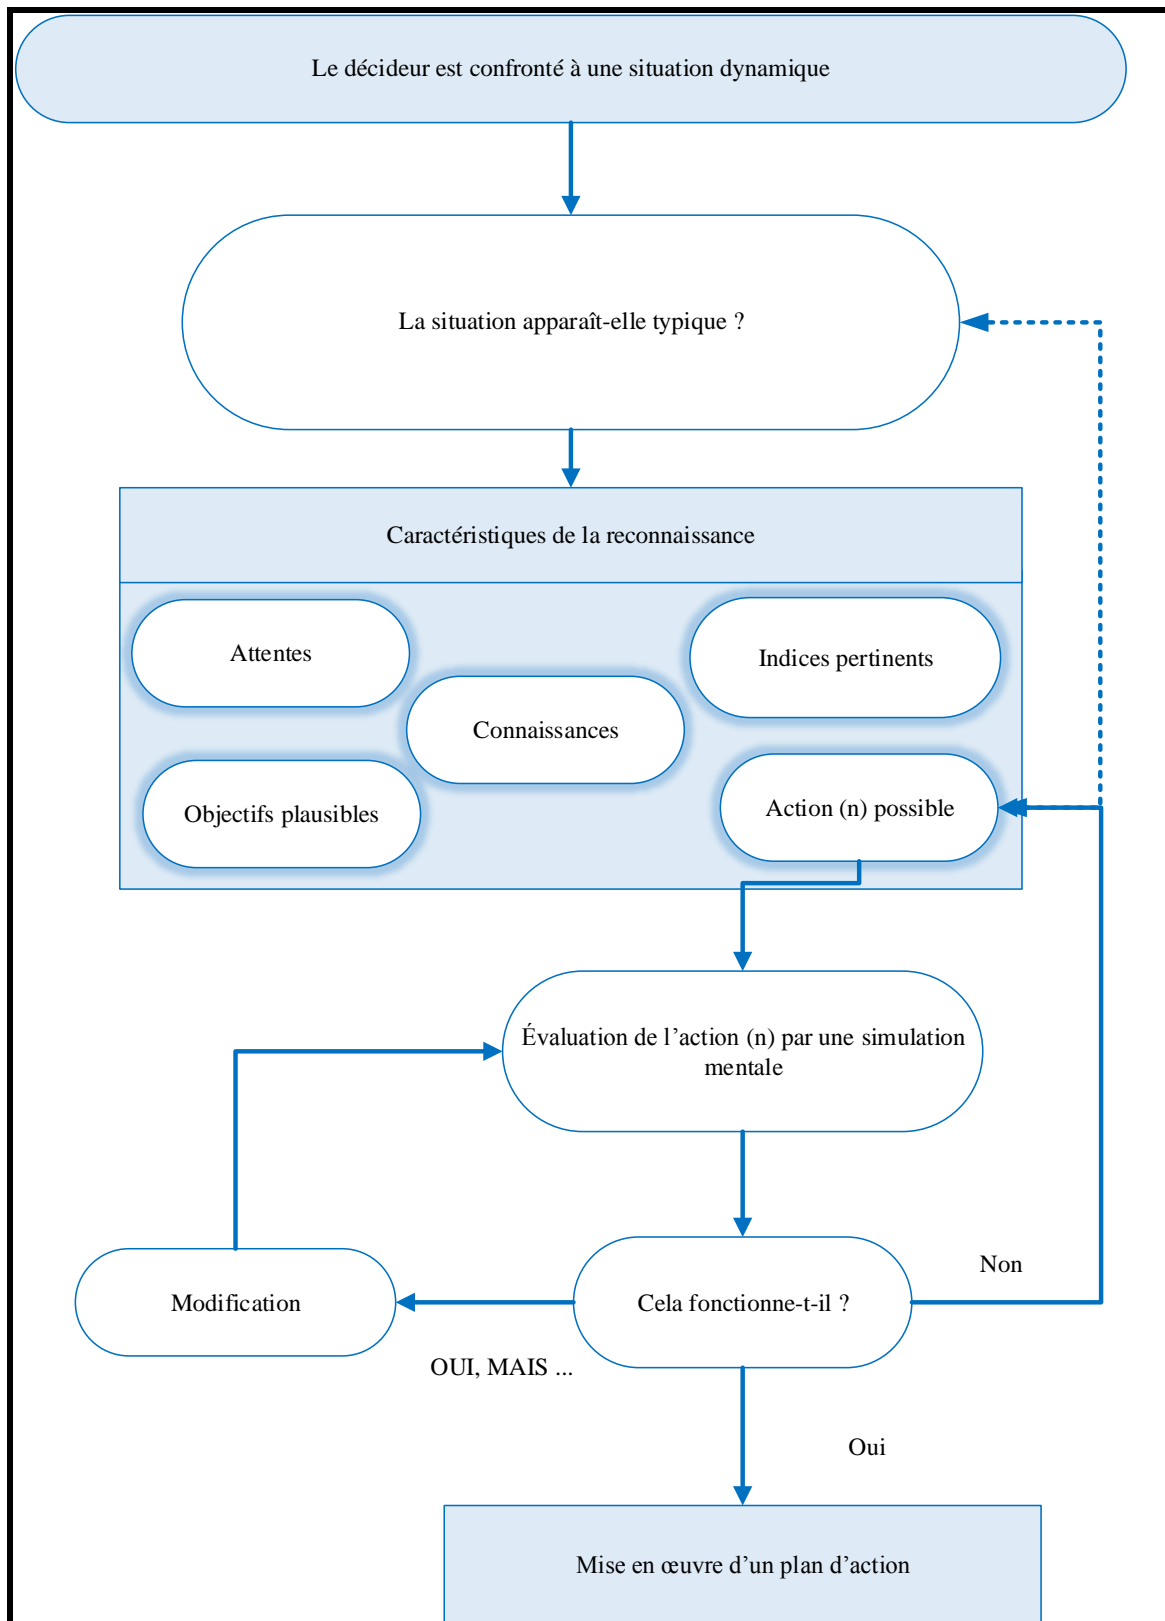 Le décideur est confronté à une situation dynamique
La situation apparaît-elle typique ?
Caractéristiques de la reconnaissance
Attentes
Indices pertinents
Connaissances
Objectifs plausibles
Action (n) possible
Évaluation de l’action (n) par une simulation
mentale
Non
Modification
Cela fonctionne-t-il ?
OUI, MAIS ...
Oui
Mise en œuvre d’un plan d’action